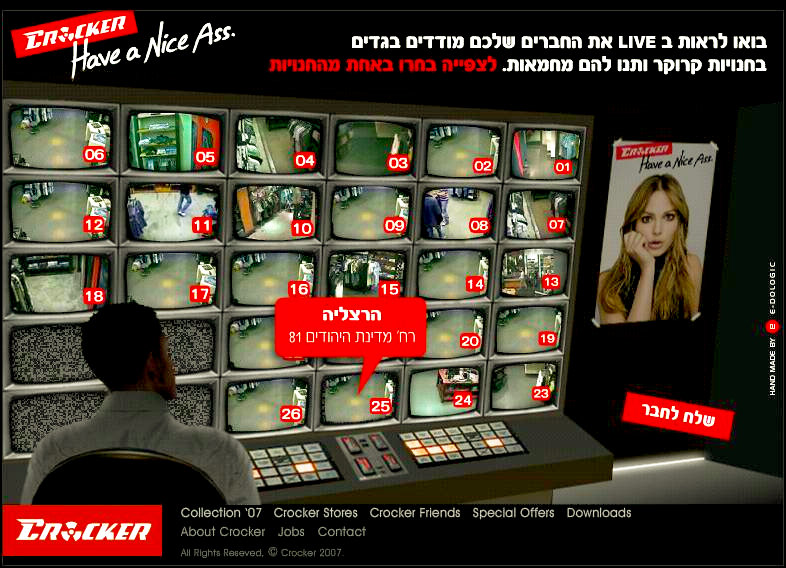 CROCKER
Have a Nice Ass.
בואו לראות ב LIVE את החברים שלכם מודדים בגדים
בחנויות קרוקר ותנו להם מחמאות. לצפייה בחרו באחת מהחנויות
06 05 04 03 02 01
12 11 10 09 08 07
18 17 16 15 14 13
הרצליה
רח' מדינת היהודים 81
20 19
26 25 24 23
CROCKER
Have a Nice Ass.
HAND MADE BY e E-DOLOGIC
שלח לחבר
CROCKER
Collection '07 Crocker Stores Crocker Friends Special Offers Downloads
About Crocker Jobs Contact
All Rights Reseved, © Crocker 2007.